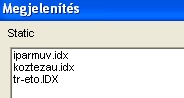 Megjelenítés
Static
iparmuv.idx
koztezau.idx
tr-eto.IDX